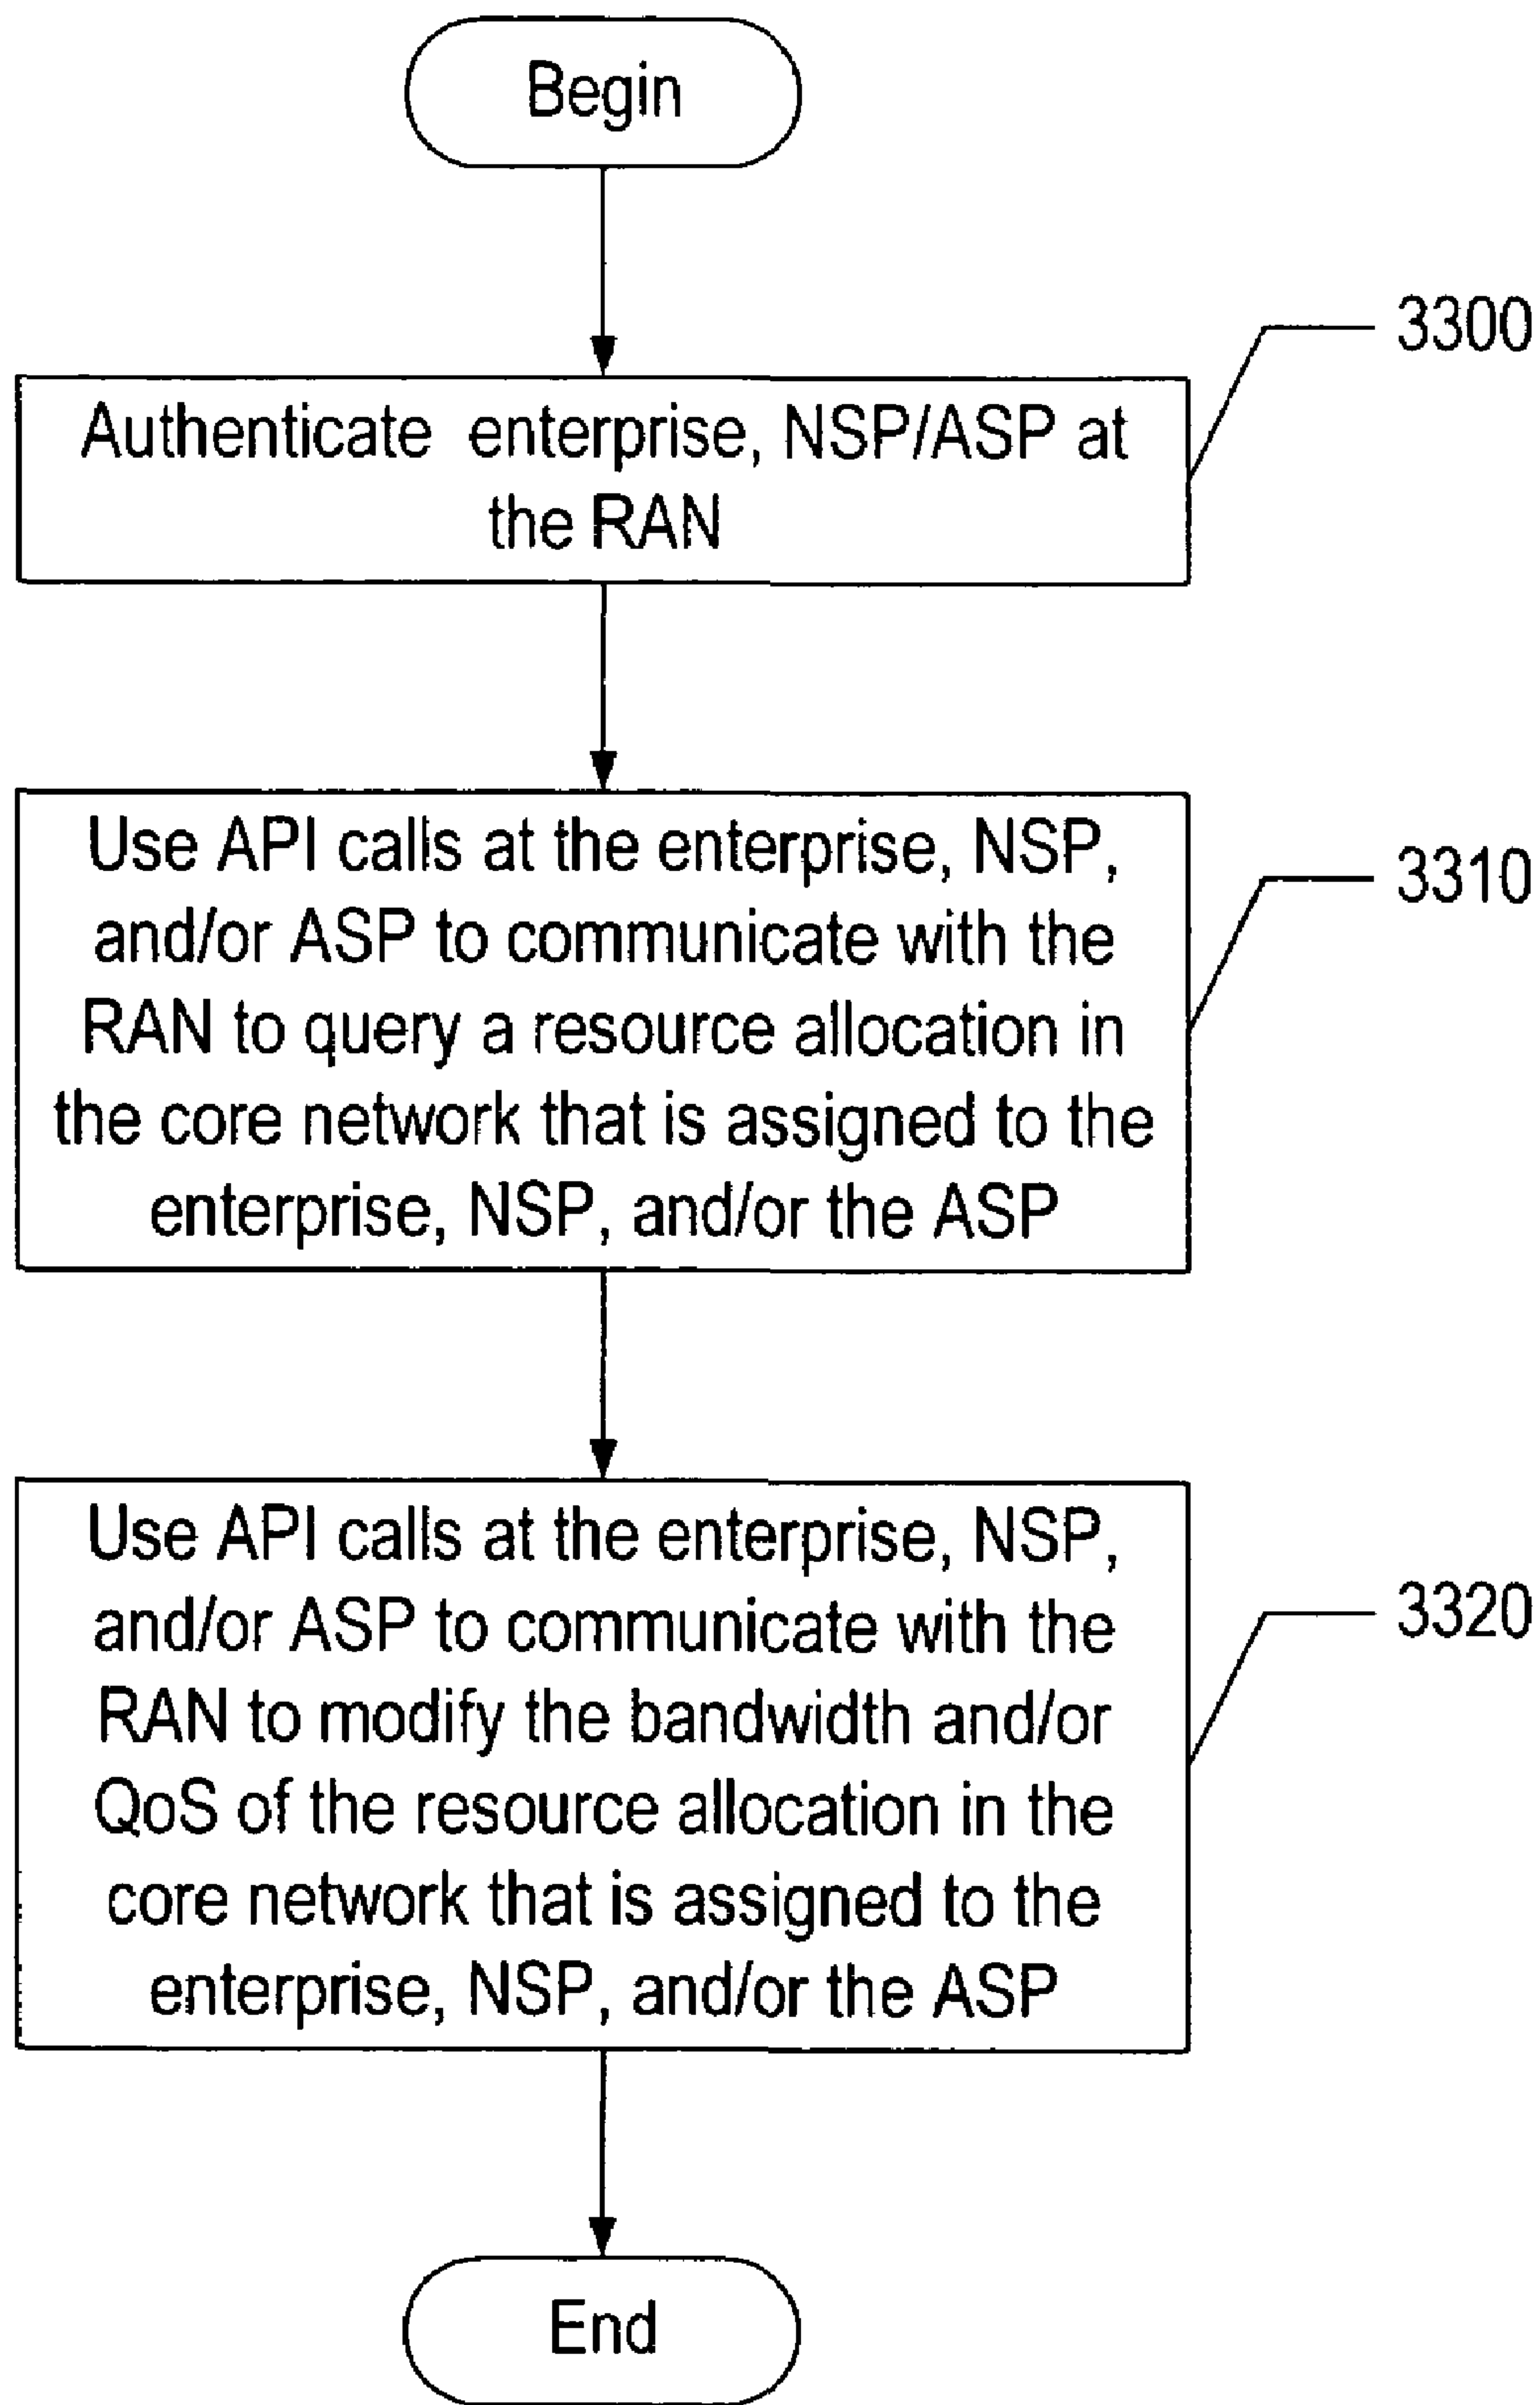 Begin
3300
Authenticate enterprise, NSP/ASP at
the RAN
3310
Use API calls at the enterprise, NSP,
and/or ASP to communicate with the
RAN to query a resource allocation in
the core network that is assigned to the
enterprise, NSP, and/or the ASP
3320
Use API calls at the enterprise, NSP,
and/or ASP to communicate with the
RAN to modify the bandwidth and/or
QoS of the resource allocation in the
core network that is assigned to the
enterprise, NSP, and/or the ASP
End